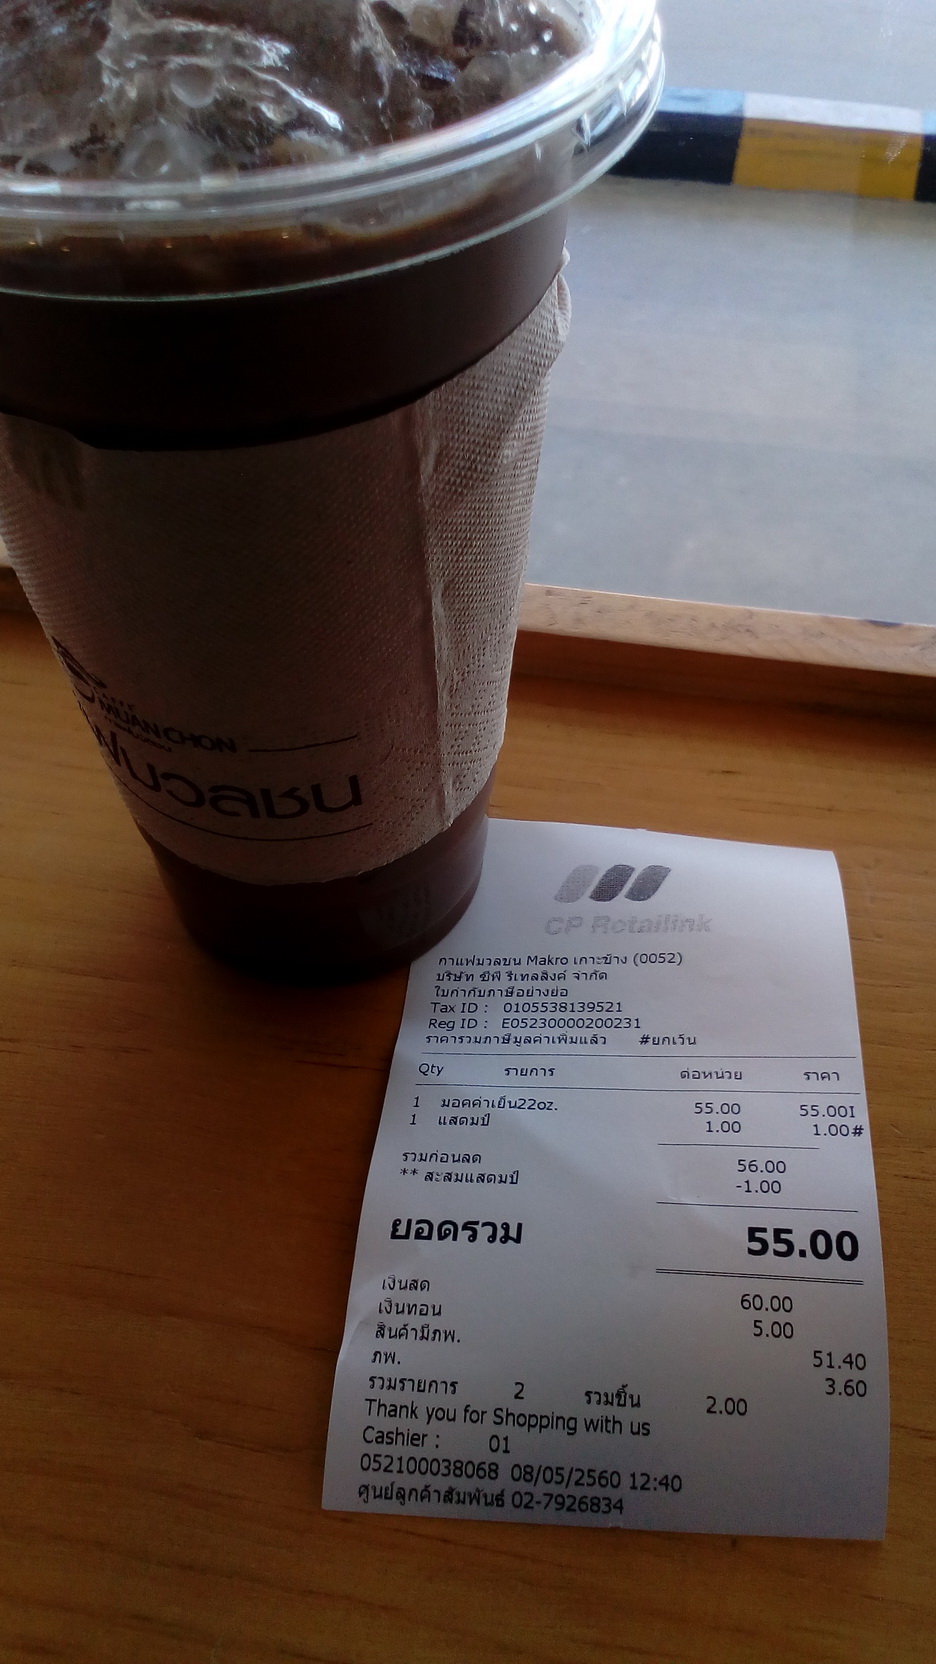 MUAN CHON
มวลชน
CP Retailink
กาแฟมวลชน Makro เกาะช้าง (0052)
บริษัท ซีพี รีเทลลิงค์ จำกัด
ใบกำกับภาษีอย่างย่อ
Tax ID : 0105538139521
Reg ID : E05230000200231
ราคารวมภาษีมูลค่าเพิ่มแล้ว #ยกเว้น
Qty รายการ ต่อหน่วย ราคา
1 มอคค่าเย็น22oz. 55.00 55.00I
1 แสตมป์ 1.00 1.00#
รวมก่อนลด 56.00
** สะสมแสตมป์ -1.00
ยอดรวม 55.00
เงินสด 60.00
เงินทอน 5.00
สินค้ามีภพ. 51.40
ภพ. 3.60
รวมรายการ 2 รวมชิ้น 2.00
Thank you for Shopping with us
Cashier : 01
052100038068 08/05/2560 12:40
ศูนย์ลูกค้าสัมพันธ์ 02-7926834